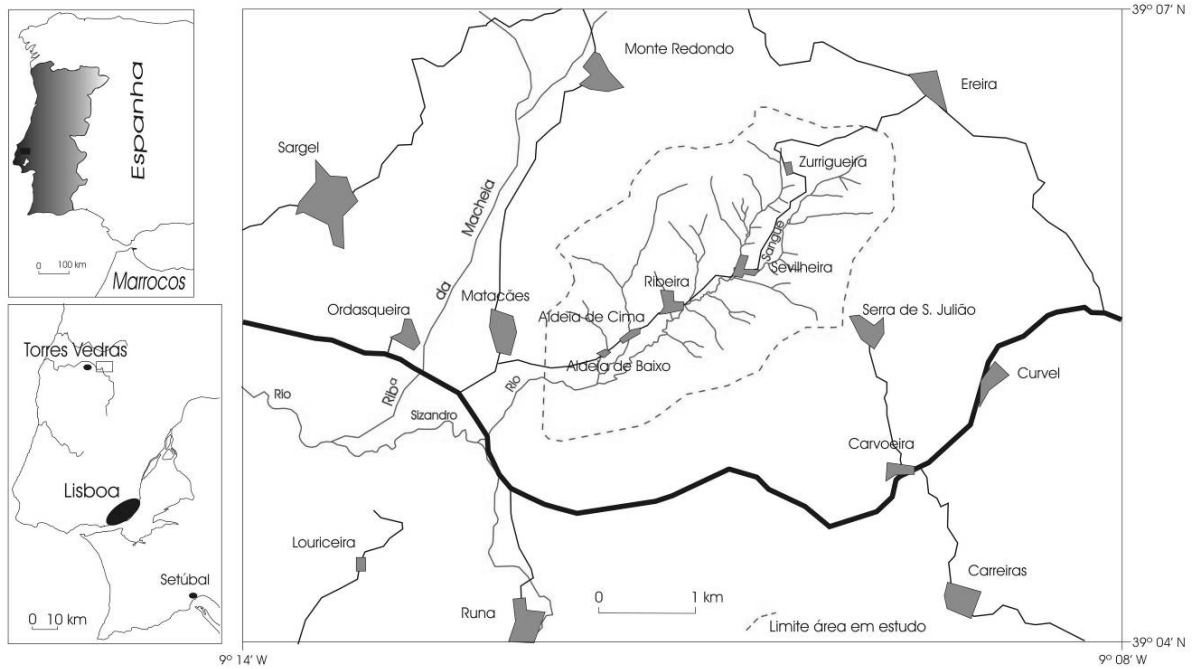 Espanha
0 100 km
Marrocos
Torres Vedras
Lisboa
Setúbal
0 10 km
39º 07' N
Monte Redondo
Ereira
Sargel
Zurrigueira
Ribª da Macheia
Sangue
Sevilheira
Ribeira
Matacães
Ordasqueira
Aldeia de Cima
Serra de S. Julião
Aldeia de Baixo
Curvel
Rio
Rio
Sizandro
Carvoeira
Louriceira
Carreiras
0 1 km
Runa
Limite área em estudo
39º 04' N
9º 14' W
9º 08' W